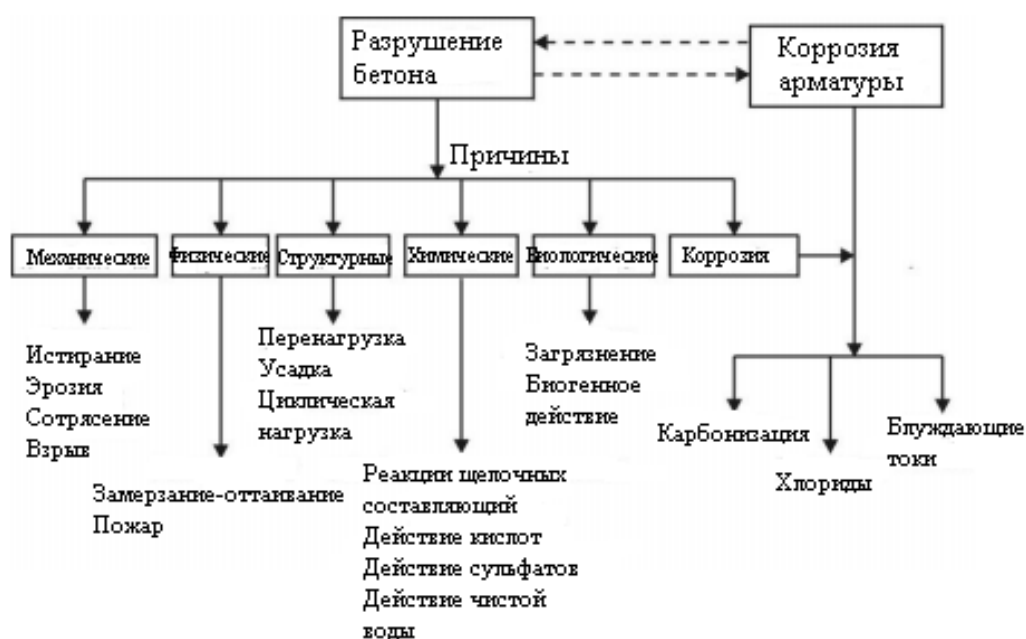 Разрушение
бетона
Коррозия
арматуры
Причины
Механические
Физические
Структурные
Химические
Биологические
Коррозия
Истирание
Эрозия
Сотрясение
Взрыв
Замерзание-оттаивание
Пожар
Перенагрузка
Усадка
Циклическая
нагрузка
Реакции щелочных
составляющий
Действие кислот
Действие сульфатов
Действие чистой
воды
Загрязнение
Биогенное
действие
Карбонизация
Хлориды
Блуждающие
токи